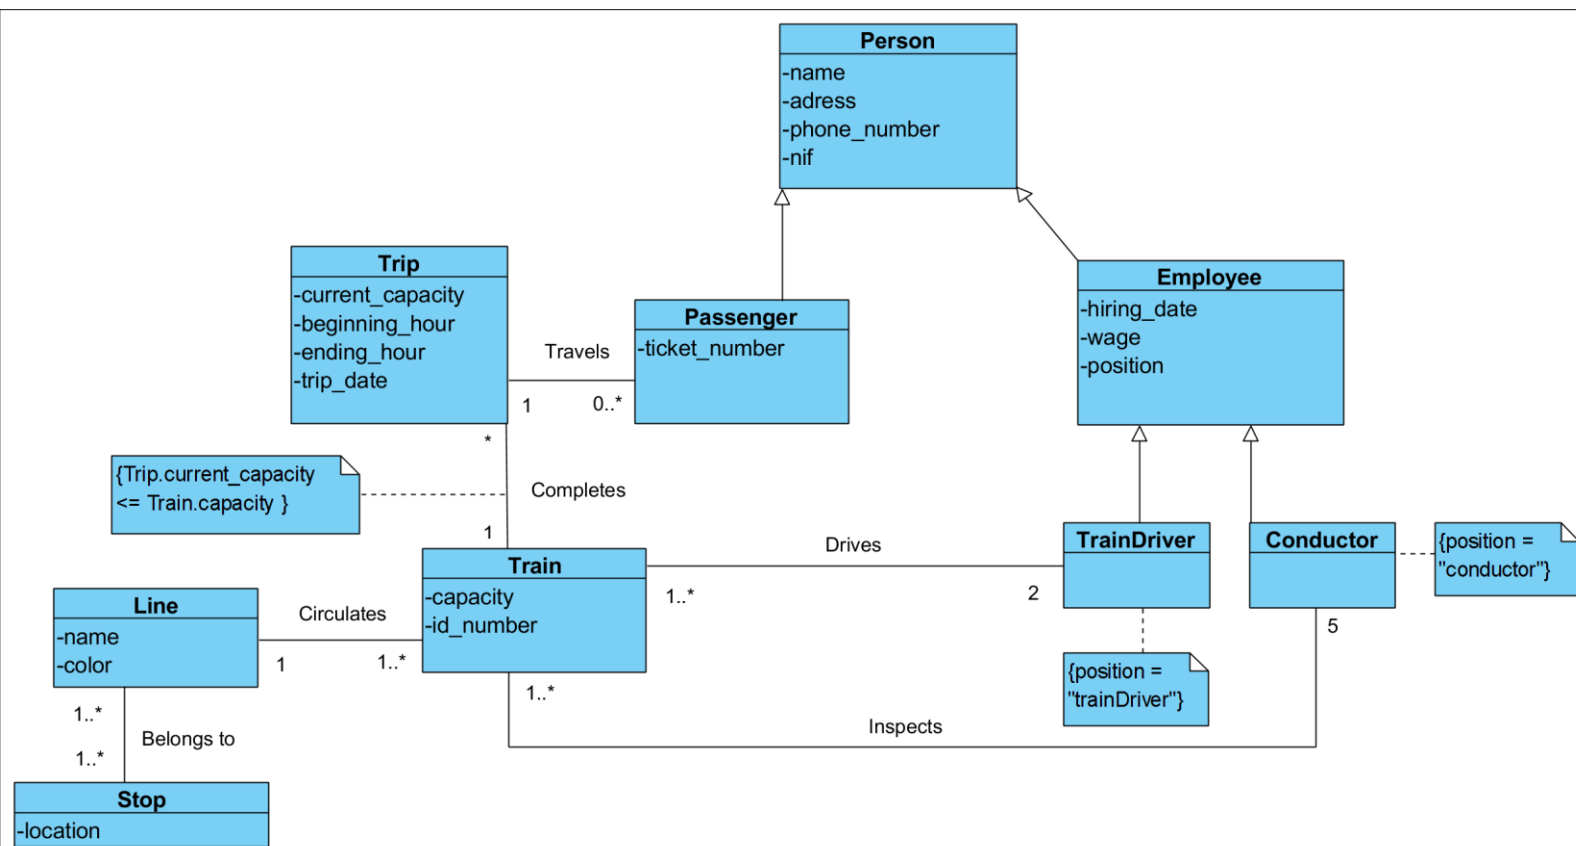 Person
-name
-adress
-phone_number
-nif
Trip
-current_capacity
-beginning_hour
-ending_hour
-trip_date
Travels
1
0..*
Passenger
-ticket_number
Employee
-hiring_date
-wage
-position
*
{Trip.current_capacity
<= Train.capacity }
Completes
1
Train
-capacity
-id_number
Drives
1..*
2
TrainDriver
Conductor
{position =
"conductor"}
5
{position =
"trainDriver"}
Line
-name
-color
Circulates
1
1..*
1..*
Inspects
1..*
Belongs to
1..*
Stop
-location